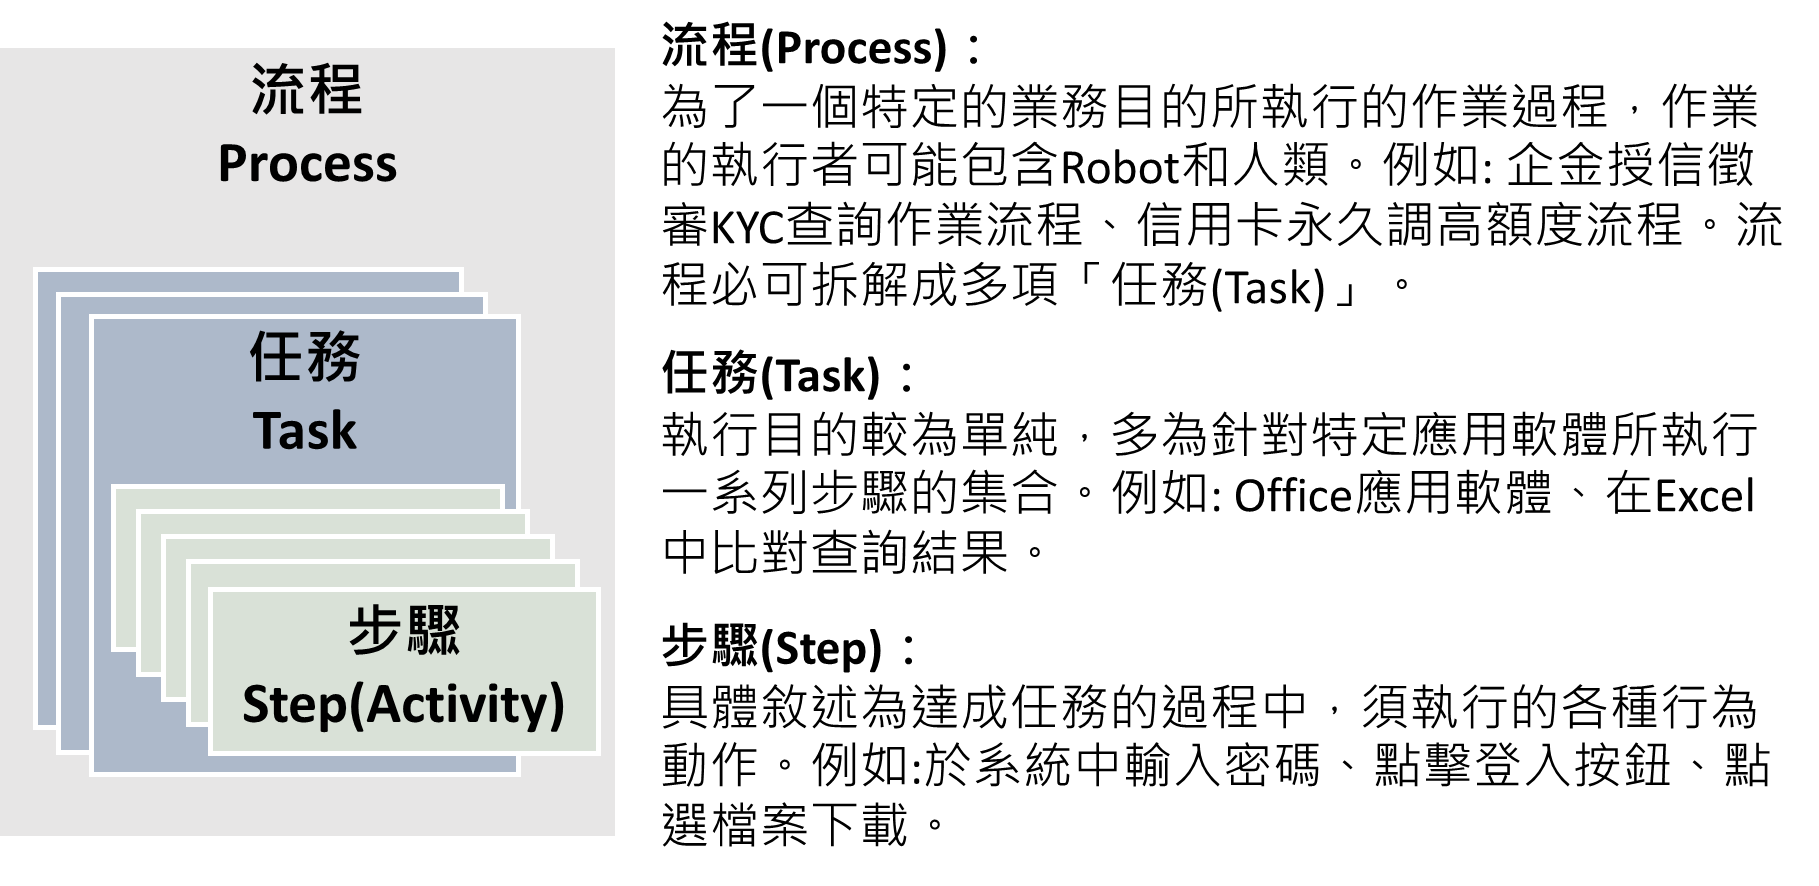 流程
Process
任務
Task
步驟
Step(Activity)
流程(Process)：
為了一個特定的業務目的所執行的作業過程，作業
的執行者可能包含Robot和人類。例如: 企金授信徵
審KYC查詢作業流程、信用卡永久調高額度流程。流
程必可拆解成多項「任務(Task)」。
任務(Task)：
執行目的較為單純，多為針對特定應用軟體所執行
一系列步驟的集合。例如: Office應用軟體、在Excel
中比對查詢結果。
步驟(Step)：
具體敘述為達成任務的過程中，須執行的各種行為
動作。例如:於系統中輸入密碼、點擊登入按鈕、點
選檔案下載。